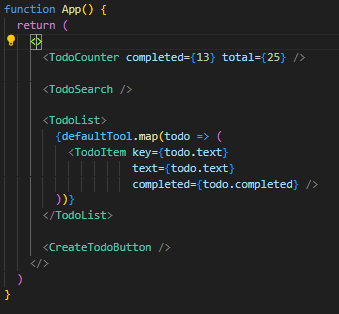 function App() {
  return (
    <>
      <TodoCounter completed={13} total={25} />

      <TodoSearch />

      <TodoList>
        {defaultTool.map(todo => (
          <TodoItem key={todo.text}
                    text={todo.text}
                    completed={todo.completed} />
        ))}
      </TodoList>

      <CreateTodoButton />
    </>
  )
}